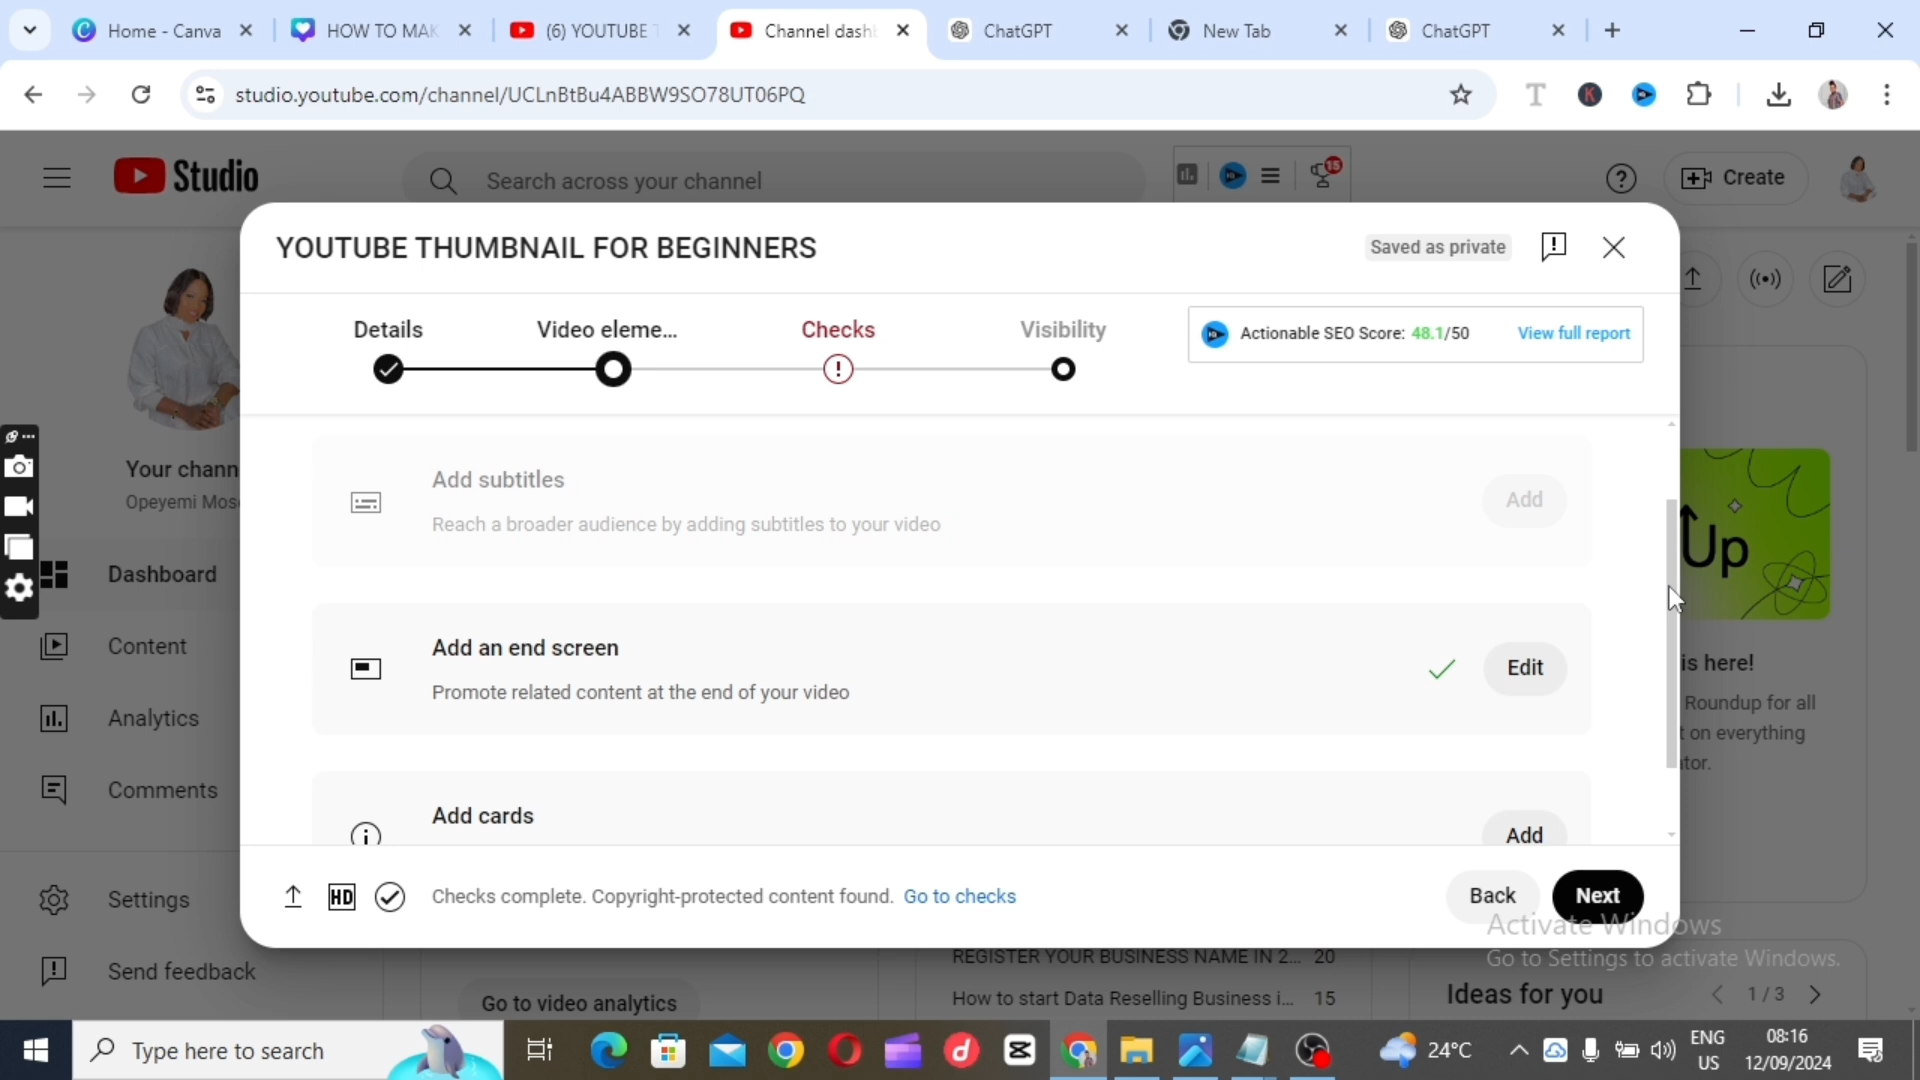 Home - Canva
HOW TO MAK
(6) YOUTUBE T
Channel dashb
ChatGPT
New Tab
ChatGPT
studio.youtube.com/channel/UCLnBtBu4ABBW9SO78UT06PQ
Studio
Search across your channel
15
Create
YOUTUBE THUMBNAIL FOR BEGINNERS
Saved as private
Details
Video eleme...
Checks
Visibility
Actionable SEO Score: 48.1/50
View full report
Your chann
Opeyemi Mos
Dashboard
Content
Analytics
Comments
Settings
Send feedback
Add subtitles
Reach a broader audience by adding subtitles to your video
Add
Add an end screen
Promote related content at the end of your video
Edit
Add cards
Add
Up
is here!
Roundup for all
t on everything
tor.
HD
Checks complete. Copyright-protected content found. Go to checks
Back
Next
Activate Windows
Go to Settings to activate Windows.
REGISTER YOUR BUSINESS NAME IN 2... 20
How to start Data Reselling Business i... 15
Go to video analytics
Ideas for you
1 / 3
Type here to search
24°C
ENG
US
08:16
12/09/2024